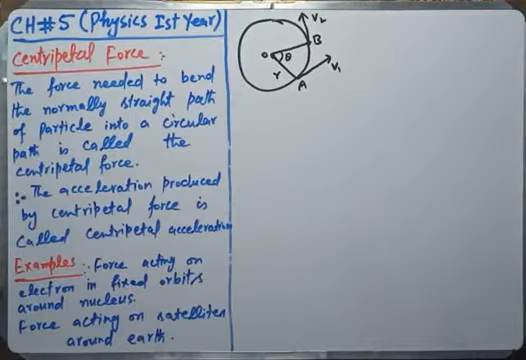 CH#5 (Physics Ist Year)
Centripetal Force :
The force needed to bend
the normally straight path
of particle into a circular
path is called the
centripetal force.
∴ The acceleration produced
by centripetal force is
called centripetal acceleration
Examples :. Force acting on
electron in fixed orbits
around nucleus.
Force acting on satellites
around earth.
V₂
B
O θ
r
V₁
A